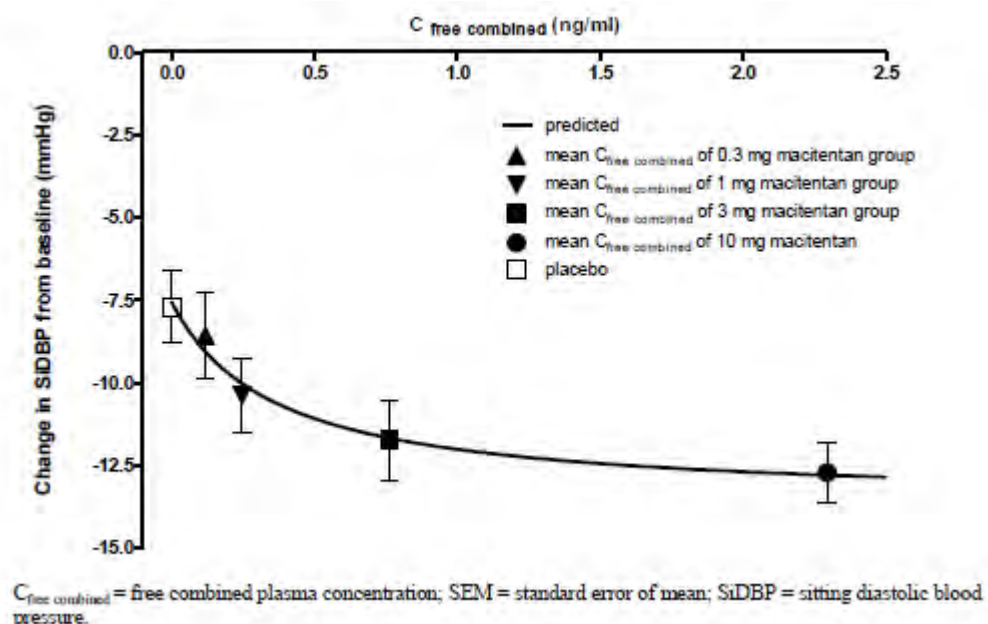 C free combined (ng/ml)
0.0
0.0 0.5 1.0 1.5 2.0 2.5
-2.5
-5.0
-7.5
-10.0
-12.5
-15.0
Change in SiDBP from baseline (mmHg)
predicted
mean Cfree combined of 0.3 mg macitentan group
mean Cfree combined of 1 mg macitentan group
mean Cfree combined of 3 mg macitentan group
mean Cfree combined of 10 mg macitentan
placebo
Cfree combined = free combined plasma concentration; SEM = standard error of mean; SiDBP = sitting diastolic blood
pressure.